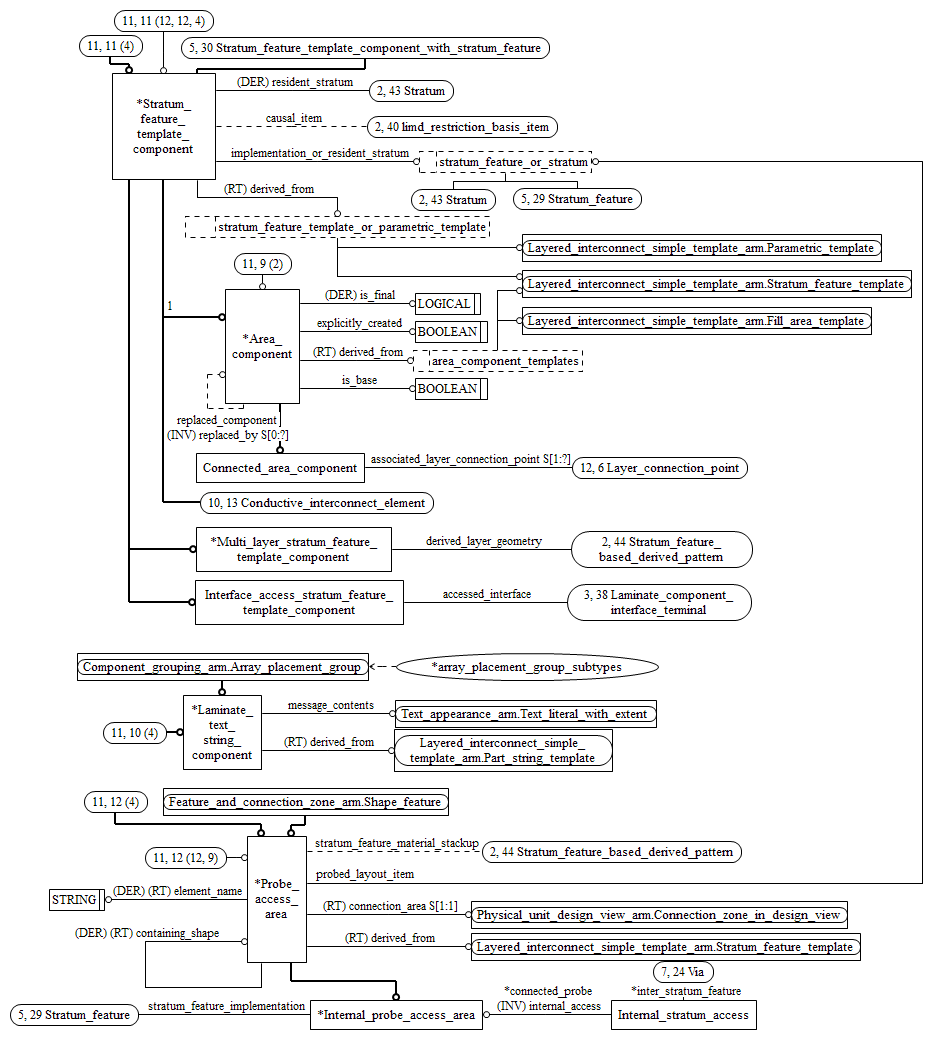 11, 11 (12, 12, 4)
11, 11 (4)
5, 30 Stratum_feature_template_component_with_stratum_feature
*Stratum_
feature_
template_
component
(DER) resident_stratum
2, 43 Stratum
causal_item
2, 40 limd_restriction_basis_item
implementation_or_resident_stratum
stratum_feature_or_stratum
(RT) derived_from
2, 43 Stratum
5, 29 Stratum_feature
stratum_feature_template_or_parametric_template
Layered_interconnect_simple_template_arm.Parametric_template
11, 9 (2)
Layered_interconnect_simple_template_arm.Stratum_feature_template
1
*Area_
component
(DER) is_final
LOGICAL
explicitly_created
BOOLEAN
Layered_interconnect_simple_template_arm.Fill_area_template
(RT) derived_from
area_component_templates
is_base
BOOLEAN
replaced_component
(INV) replaced_by S[0:?]
Connected_area_component
associated_layer_connection_point S[1:?]
12, 6 Layer_connection_point
10, 13 Conductive_interconnect_element
*Multi_layer_stratum_feature_
template_component
derived_layer_geometry
2, 44 Stratum_feature_
based_derived_pattern
Interface_access_stratum_feature_
template_component
accessed_interface
3, 38 Laminate_component_
interface_terminal
Component_grouping_arm.Array_placement_group
*array_placement_group_subtypes
*Laminate_
text_
string_
component
message_contents
Text_appearance_arm.Text_literal_with_extent
11, 10 (4)
(RT) derived_from
Layered_interconnect_simple_
template_arm.Part_string_template
11, 12 (4)
Feature_and_connection_zone_arm.Shape_feature
11, 12 (12, 9)
*Probe_
access_
area
stratum_feature_material_stackup
2, 44 Stratum_feature_based_derived_pattern
probed_layout_item
STRING
(DER) (RT) element_name
(RT) connection_area S[1:1]
Physical_unit_design_view_arm.Connection_zone_in_design_view
(DER) (RT) containing_shape
(RT) derived_from
Layered_interconnect_simple_template_arm.Stratum_feature_template
7, 24 Via
*connected_probe
(INV) internal_access
*inter_stratum_feature
5, 29 Stratum_feature
stratum_feature_implementation
*Internal_probe_access_area
Internal_stratum_access